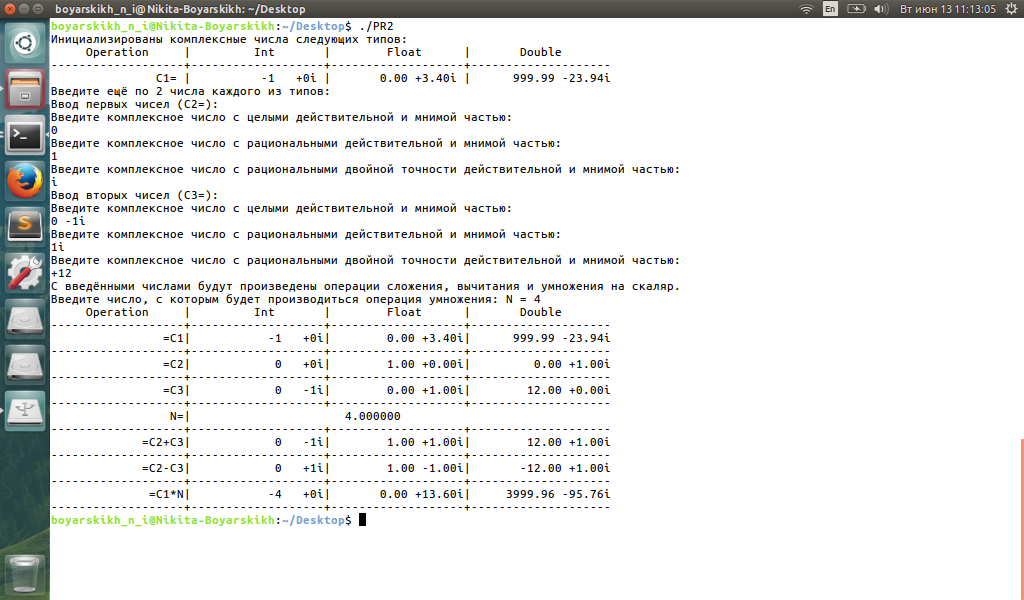 boyarskikh_n_i@Nikita-Boyarskikh: ~/Desktop
En
Вт июн 13 11:13:05
boyarskikh_n_i@Nikita-Boyarskikh:~/Desktop$ ./PR2
Инициализированы комплексные числа следующих типов:
     Operation     |         Int       |        Float      |       Double
-------------------+-------------------+-------------------+--------------------
               C1= |          -1   +0i |       0.00 +3.40i |      999.99 -23.94i
Введите ещё по 2 числа каждого из типов:
Ввод первых чисел (C2=):
Введите комплексное число с целыми действительной и мнимой частью:
0
Введите комплексное число с рациональными действительной и мнимой частью:
1
Введите комплексное число с рациональными двойной точности действительной и мнимой частью:
i
Ввод вторых чисел (C3=):
Введите комплексное число с целыми действительной и мнимой частью:
0 -1i
Введите комплексное число с рациональными действительной и мнимой частью:
1i
Введите комплексное число с рациональными двойной точности действительной и мнимой частью:
+12
С введёнными числами будут произведены операции сложения, вычитания и умножения на скаляр.
Введите число, с которым будет производиться операция умножения: N = 4
     Operation     |         Int       |        Float      |       Double
-------------------+-------------------+-------------------+--------------------
                =C1|           -1   +0i|        0.00 +3.40i|      999.99 -23.94i
-------------------+-------------------+-------------------+--------------------
                =C2|            0   +0i|        1.00 +0.00i|         0.00 +1.00i
-------------------+-------------------+-------------------+--------------------
                =C3|            0   -1i|        0.00 +1.00i|        12.00 +0.00i
-------------------+-------------------+-------------------+--------------------
                 N=|                      4.000000
-------------------+-------------------+-------------------+--------------------
             =C2+C3|            0   -1i|        1.00 +1.00i|        12.00 +1.00i
-------------------+-------------------+-------------------+--------------------
             =C2-C3|            0   +1i|        1.00 -1.00i|       -12.00 +1.00i
-------------------+-------------------+-------------------+--------------------
              =C1*N|           -4   +0i|       0.00 +13.60i|     3999.96 -95.76i
-------------------+-------------------+-------------------+--------------------
boyarskikh_n_i@Nikita-Boyarskikh:~/Desktop$